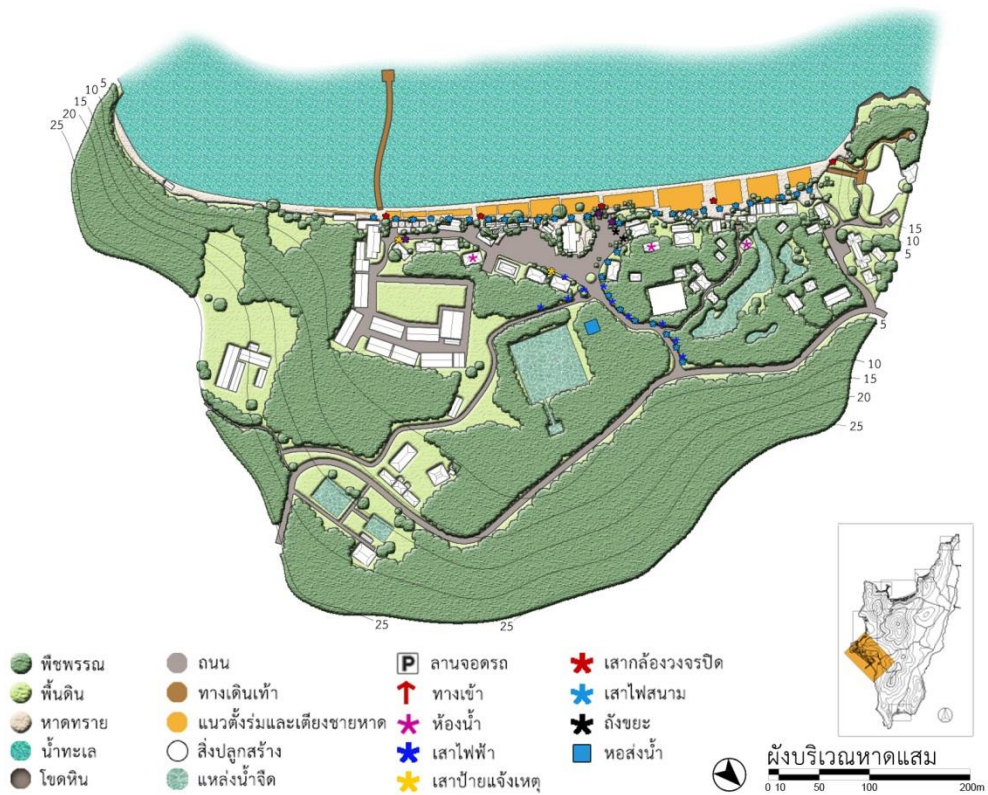 5
10
15
20
25
15
10
5
5
10
15
20
25
25
25
พืชพรรณ
พื้นดิน
หาดทราย
น้ำทะเล
โขดหิน
ถนน
ทางเดินเท้า
แนวตั้งร่มและเตียงชายหาด
สิ่งปลูกสร้าง
แหล่งน้ำจืด
P ลานจอดรถ
ทางเข้า
ห้องน้ำ
เสาไฟฟ้า
เสาป้ายแจ้งเหตุ
เสากล้องวงจรปิด
เสาไฟสนาม
ถังขยะ
หอส่งน้ำ
ผังบริเวณหาดแสม
0 10 50 100 200m